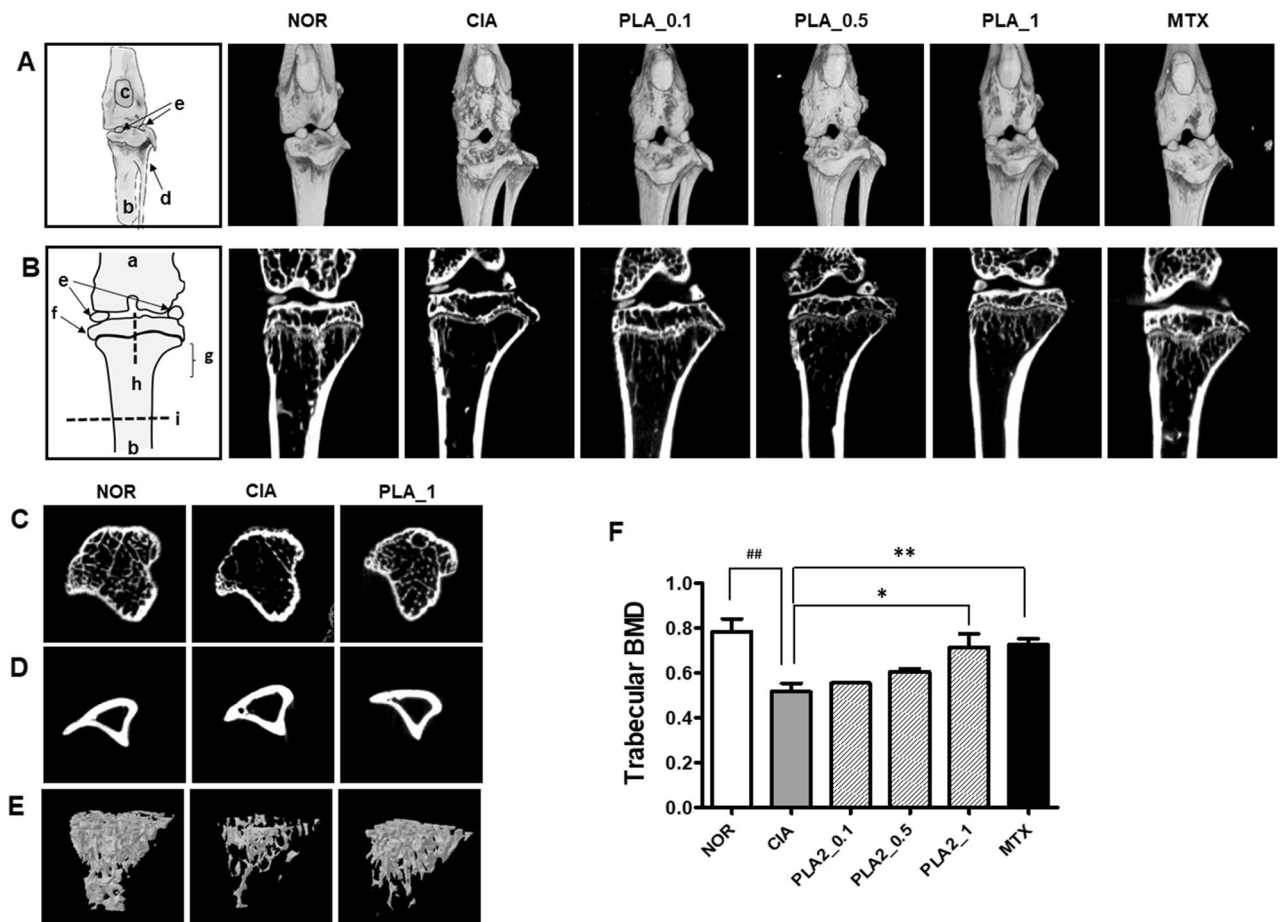 NOR CIA PLA_0.1 PLA_0.5 PLA_1 MTX
A
c
e
d
b
B
a
e
f
g
h
i
b
NOR CIA PLA_1
C
D
E
F
##
**
*
Trabecular BMD
1.0
0.8
0.6
0.4
0.2
0.0
NOR CIA PLA2_0.1 PLA2_0.5 PLA2_1 MTX